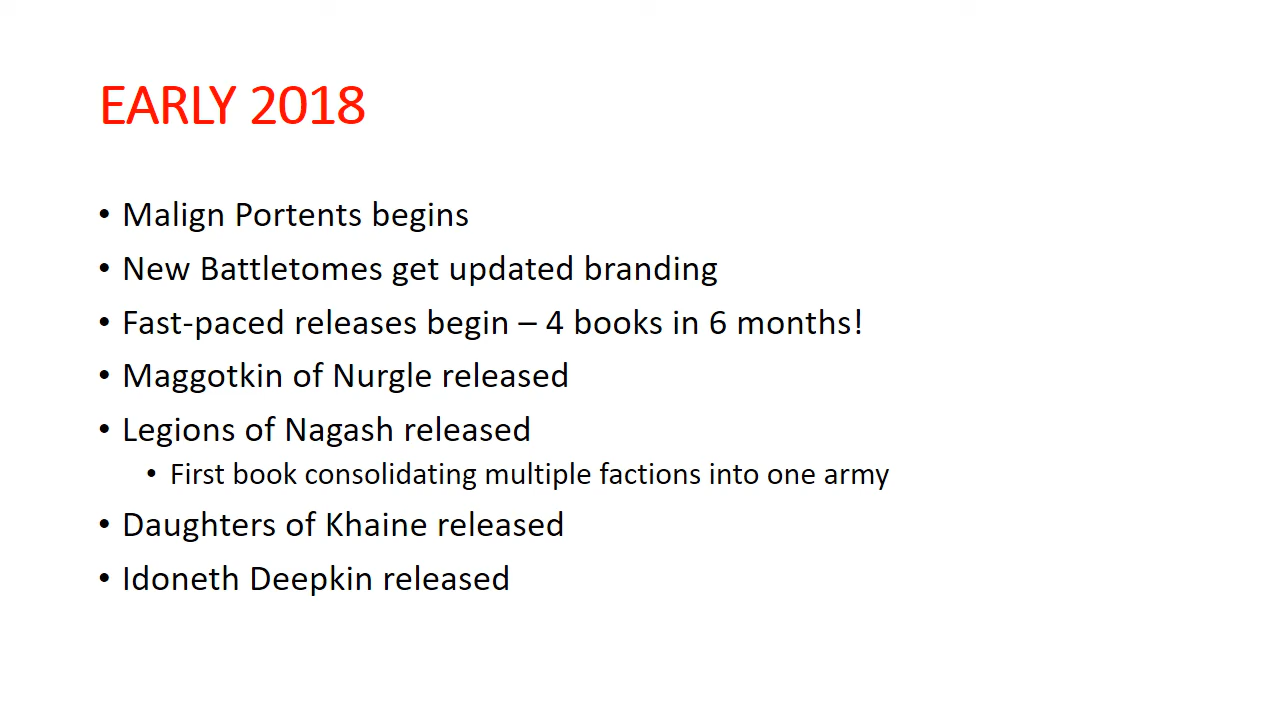 EARLY 2018
• Malign Portents begins
• New Battletomes get updated branding
• Fast-paced releases begin – 4 books in 6 months!
• Maggotkin of Nurgle released
• Legions of Nagash released
• First book consolidating multiple factions into one army
• Daughters of Khaine released
• Idoneth Deepkin released